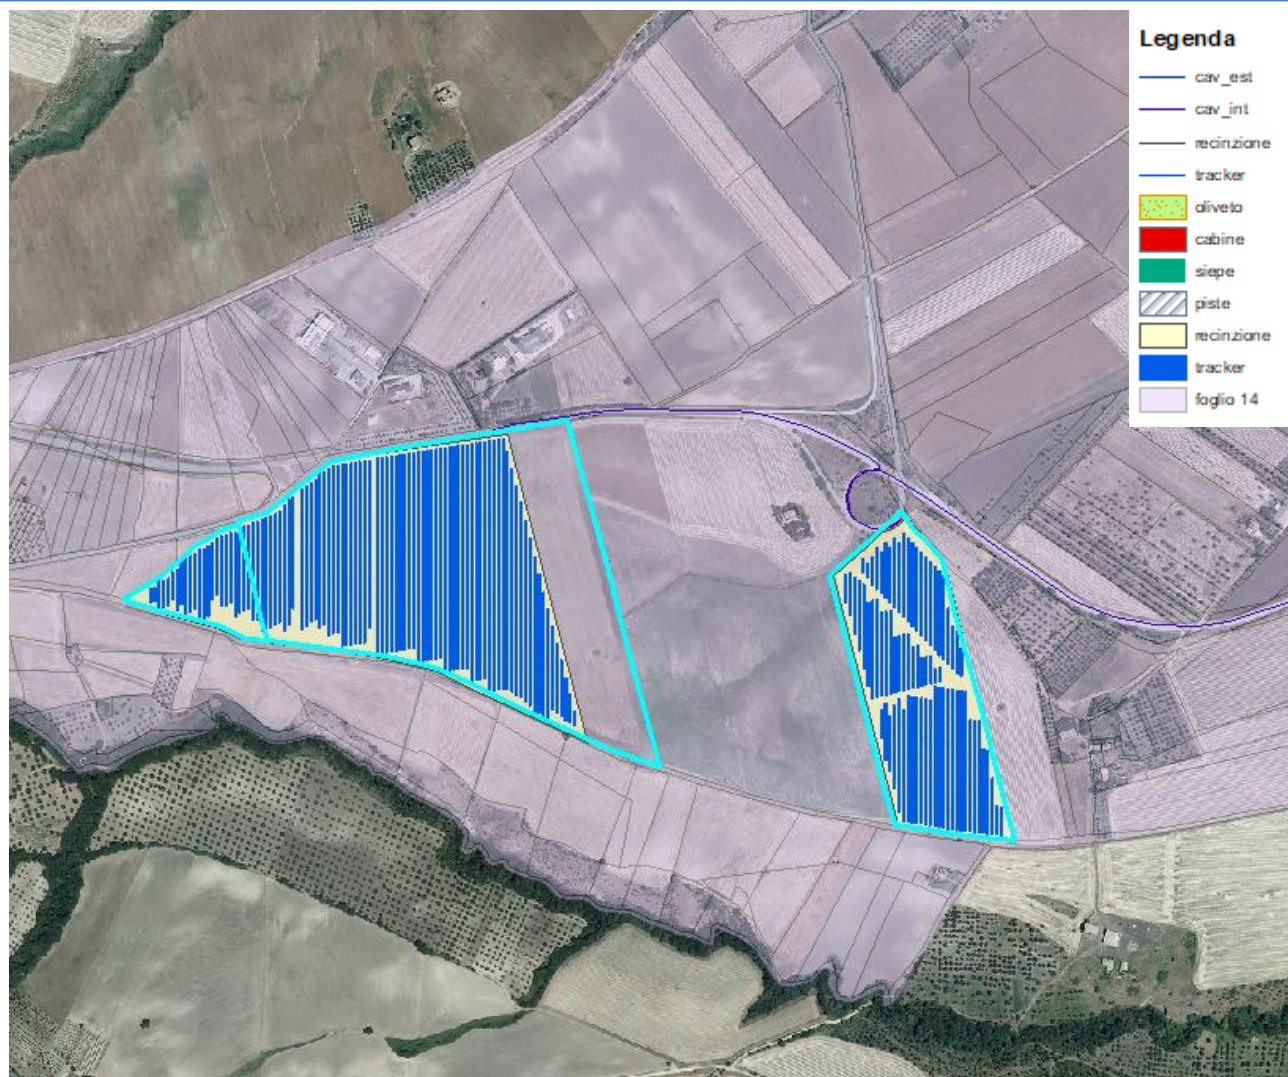 Legenda
cav_est
cav_int
recinzione
tracker
oliveto
cabine
siepe
piste
recinzione
tracker
foglio 14